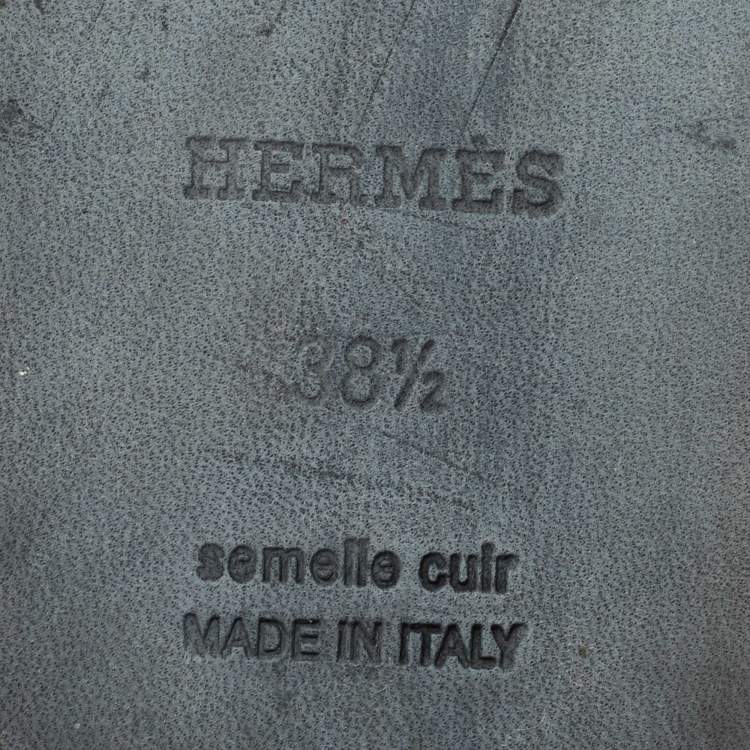 HERMÈS
38½
semelle cuir
MADE IN ITALY